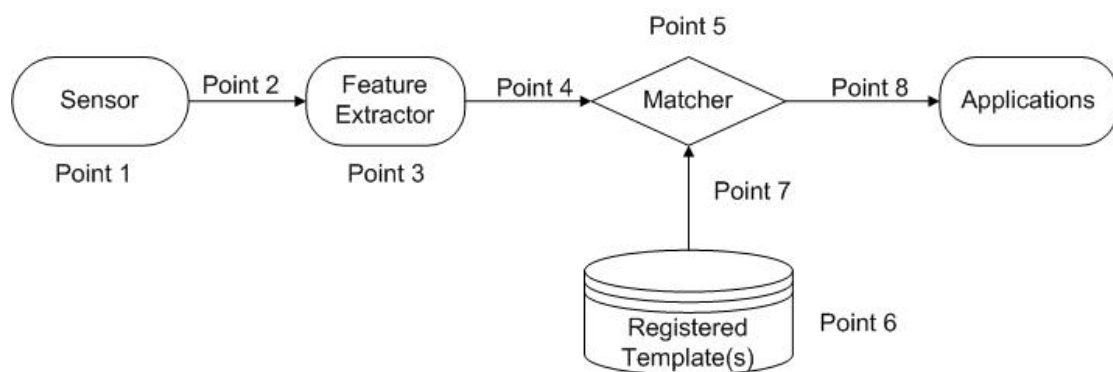 Point 5
Sensor
Point 2
Feature
Extractor
Point 4
Matcher
Point 8
Applications
Point 1
Point 3
Point 7
Registered
Template(s)
Point 6